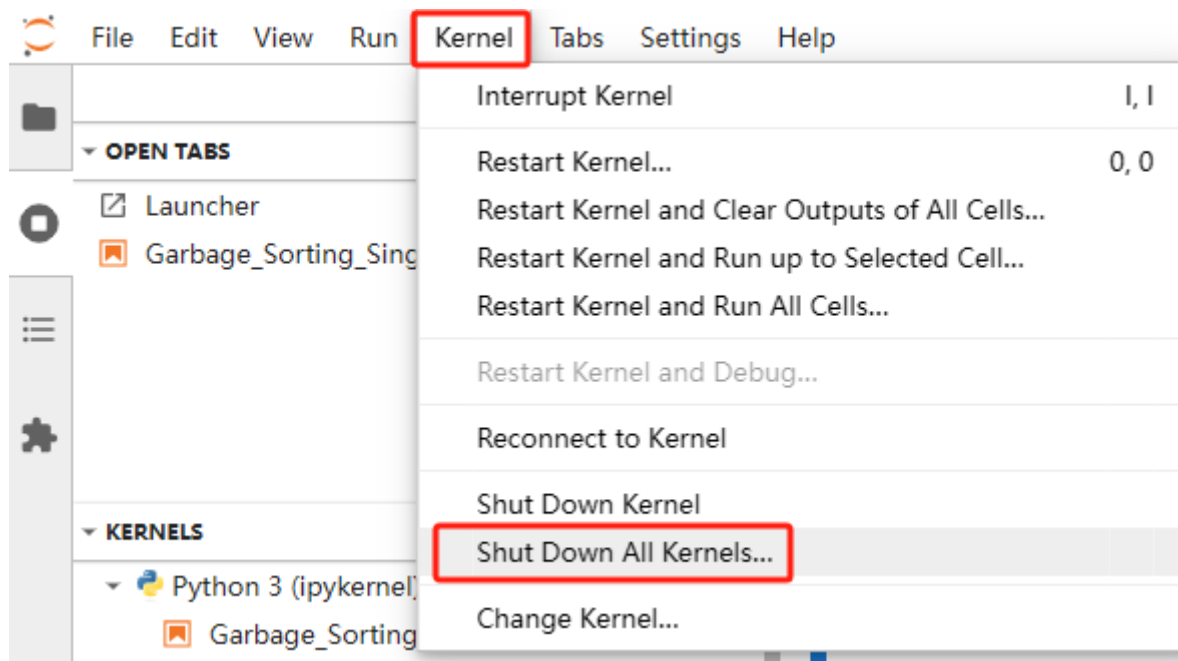 File Edit View Run Kernel Tabs Settings Help
OPEN TABS
Launcher
Garbage_Sorting_Sing
KERNELS
Python 3 (ipykernel)
Garbage_Sorting
Interrupt Kernel I, I
Restart Kernel... 0, 0
Restart Kernel and Clear Outputs of All Cells...
Restart Kernel and Run up to Selected Cell...
Restart Kernel and Run All Cells...
Restart Kernel and Debug...
Reconnect to Kernel
Shut Down Kernel
Shut Down All Kernels...
Change Kernel...